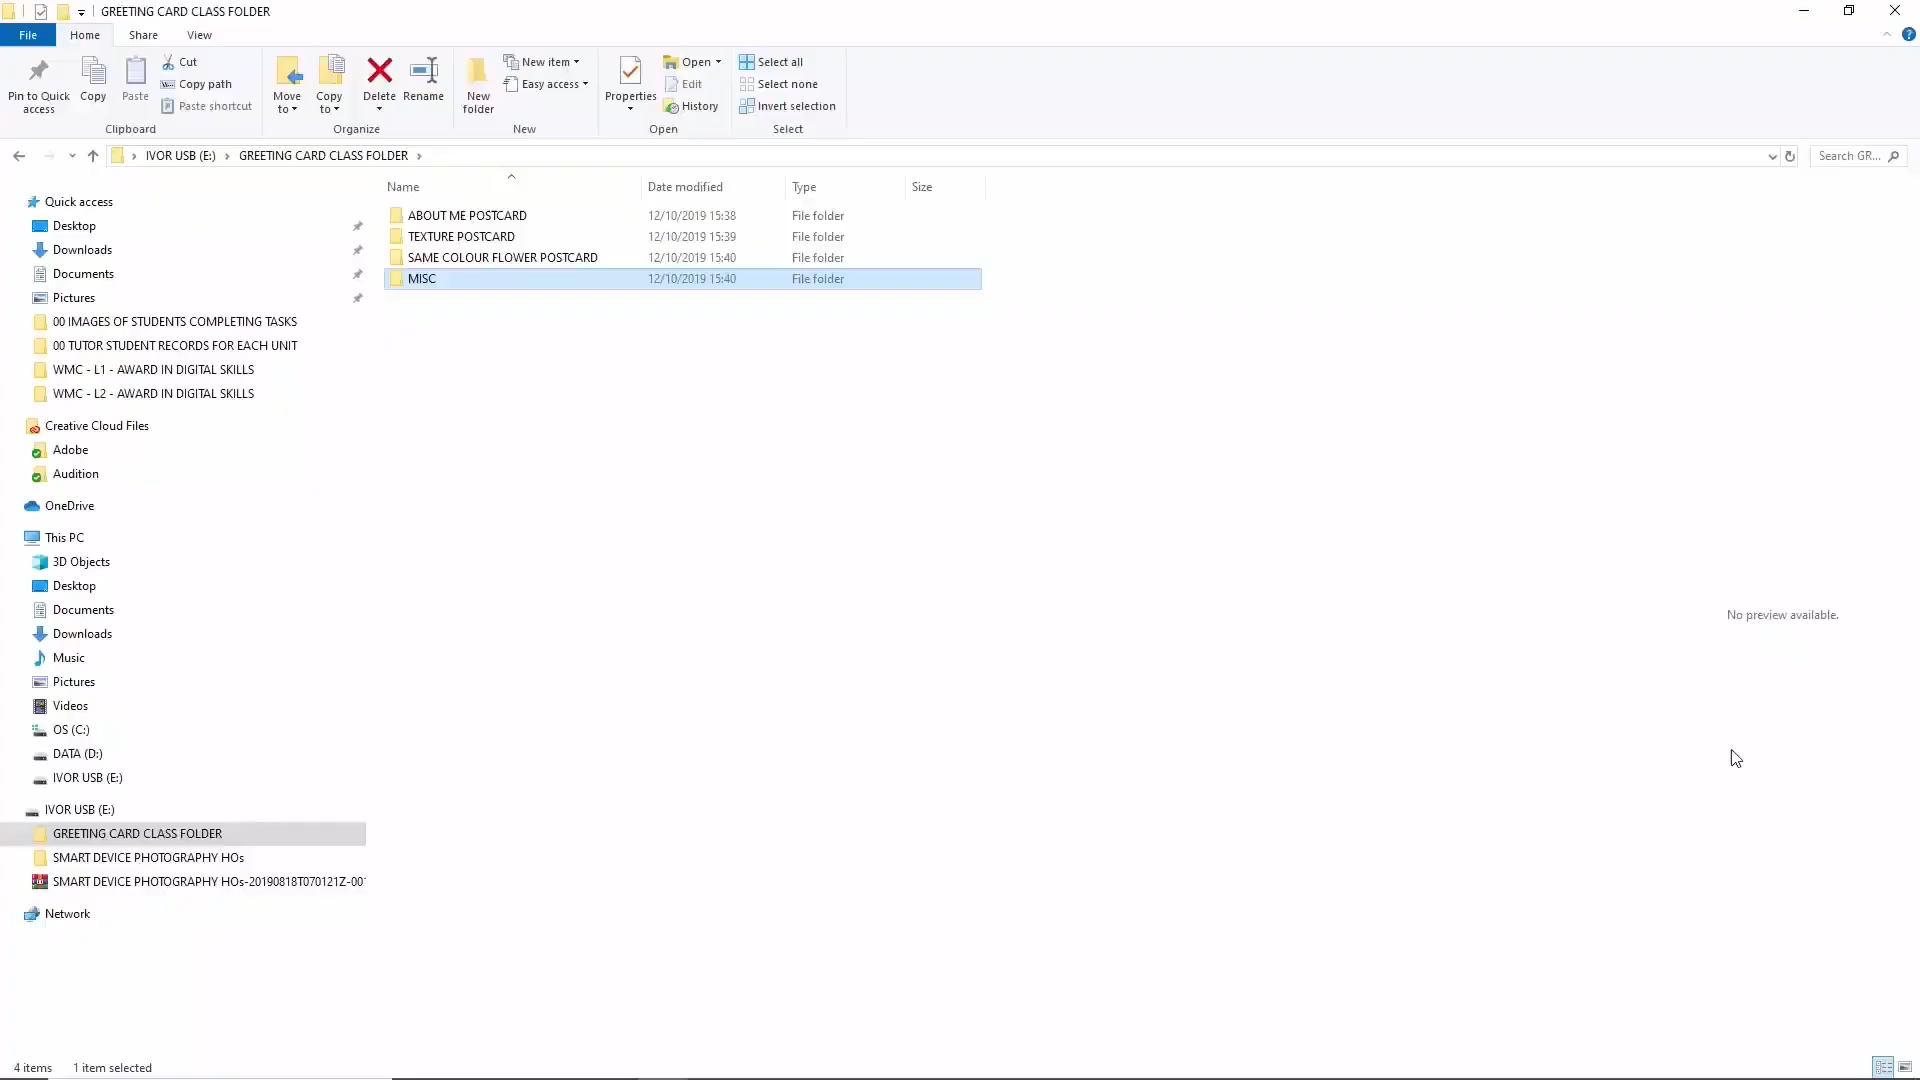 GREETING CARD CLASS FOLDER
File Home Share View
Pin to Quick access
Copy
Paste
Cut
Copy path
Paste shortcut
Clipboard
Move to
Copy to
Delete
Rename
Organize
New folder
New item
Easy access
New
Properties
Open
Edit
History
Open
Select all
Select none
Invert selection
Select
IVOR USB (E:) › GREETING CARD CLASS FOLDER ›
Search GR...
Quick access
Desktop
Downloads
Documents
Pictures
00 IMAGES OF STUDENTS COMPLETING TASKS
00 TUTOR STUDENT RECORDS FOR EACH UNIT
WMC - L1 - AWARD IN DIGITAL SKILLS
WMC - L2 - AWARD IN DIGITAL SKILLS
Creative Cloud Files
Adobe
Audition
OneDrive
This PC
3D Objects
Desktop
Documents
Downloads
Music
Pictures
Videos
OS (C:)
DATA (D:)
IVOR USB (E:)
IVOR USB (E:)
GREETING CARD CLASS FOLDER
SMART DEVICE PHOTOGRAPHY HOs
SMART DEVICE PHOTOGRAPHY HOs-20190818T070121Z-001
Network
Name Date modified Type Size
ABOUT ME POSTCARD 12/10/2019 15:38 File folder
TEXTURE POSTCARD 12/10/2019 15:39 File folder
SAME COLOUR FLOWER POSTCARD 12/10/2019 15:40 File folder
MISC 12/10/2019 15:40 File folder
No preview available.
4 items 1 item selected